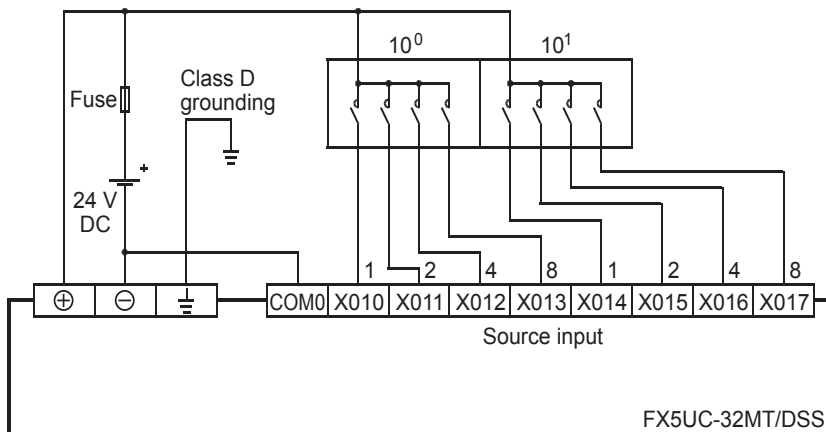 10⁰ 10¹
Class D
grounding
Fuse
+
24 V
DC
1 2 4 8 1 2 4 8
⊕ ⊖ COM0 X010 X011 X012 X013 X014 X015 X016 X017
Source input
FX5UC-32MT/DSS